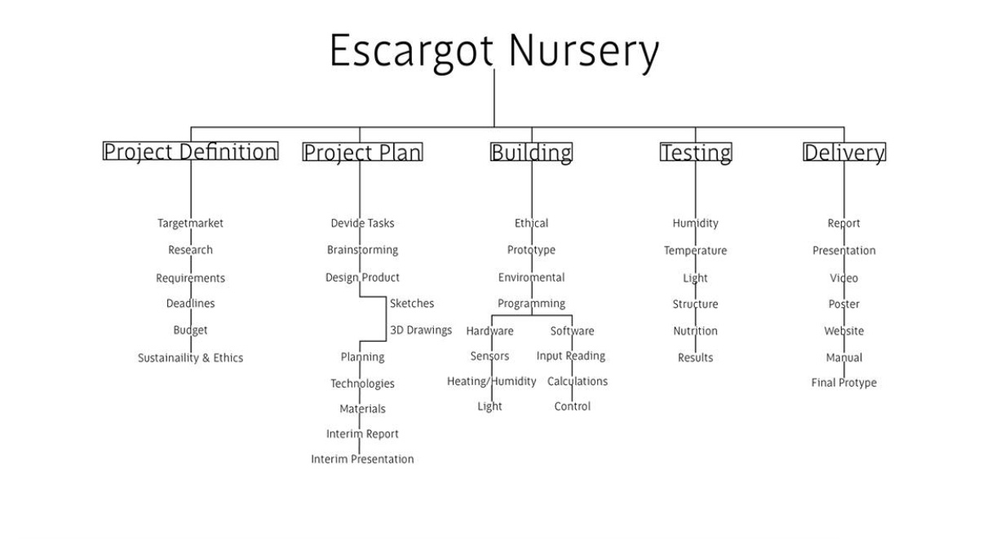 Escargot Nursery
Project Definition
Targetmarket
Research
Requirements
Deadlines
Budget
Sustainaility & Ethics
Project Plan
Devide Tasks
Brainstorming
Design Product
Sketches
3D Drawings
Planning
Technologies
Materials
Interim Report
Interim Presentation
Building
Ethical
Prototype
Enviromental
Programming
Hardware
Sensors
Heating/Humidity
Light
Software
Input Reading
Calculations
Control
Testing
Humidity
Temperature
Light
Structure
Nutrition
Results
Delivery
Report
Presentation
Video
Poster
Website
Manual
Final Protype